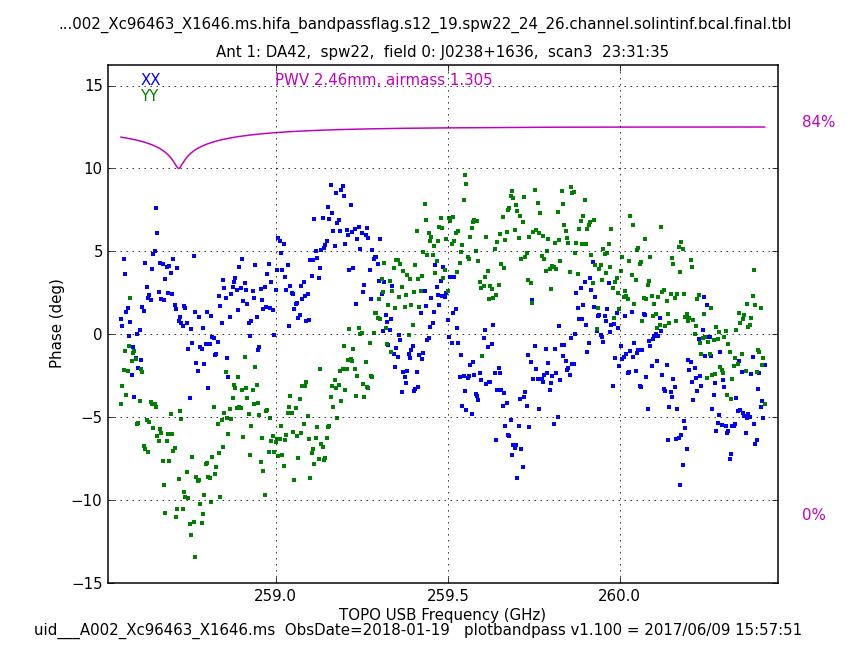 ...002_Xc96463_X1646.ms.hifa_bandpassflag.s12_19.spw22_24_26.channel.solintinf.bcal.final.tbl
Ant 1: DA42, spw22, field 0: J0238+1636, scan3 23:31:35
XX
PWV 2.46mm, airmass 1.305
YY
84%
0%
15
10
5
0
−5
−10
−15
Phase (deg)
259.0 259.5 260.0
TOPO USB Frequency (GHz)
uid___A002_Xc96463_X1646.ms ObsDate=2018-01-19 plotbandpass v1.100 = 2017/06/09 15:57:51